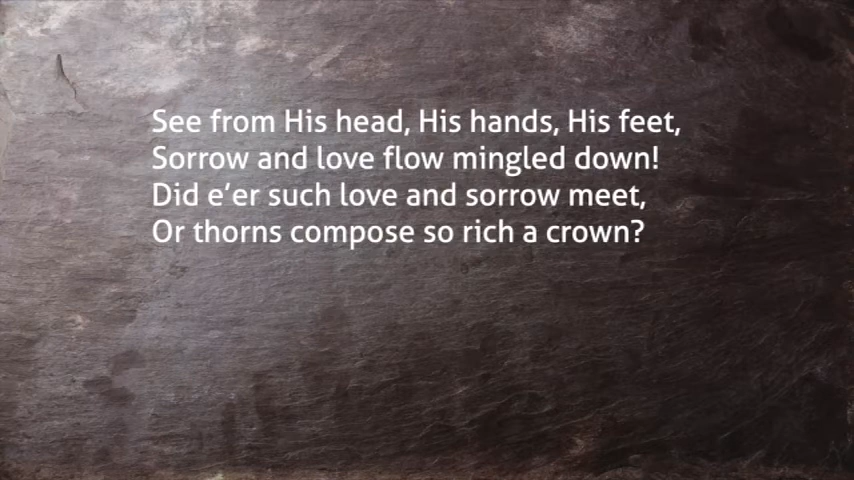 See from His head, His hands, His feet,
Sorrow and love flow mingled down!
Did e’er such love and sorrow meet,
Or thorns compose so rich a crown?